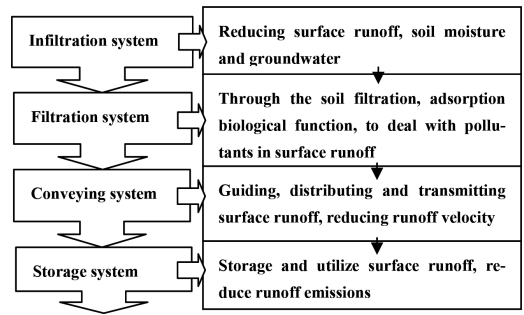 Infiltration system
Reducing surface runoff, soil moisture
and groundwater
Filtration system
Through the soil filtration, adsorption
biological function, to deal with pollu-
tants in surface runoff
Conveying system
Guiding, distributing and transmitting
surface runoff, reducing runoff velocity
Storage system
Storage and utilize surface runoff, re-
duce runoff emissions